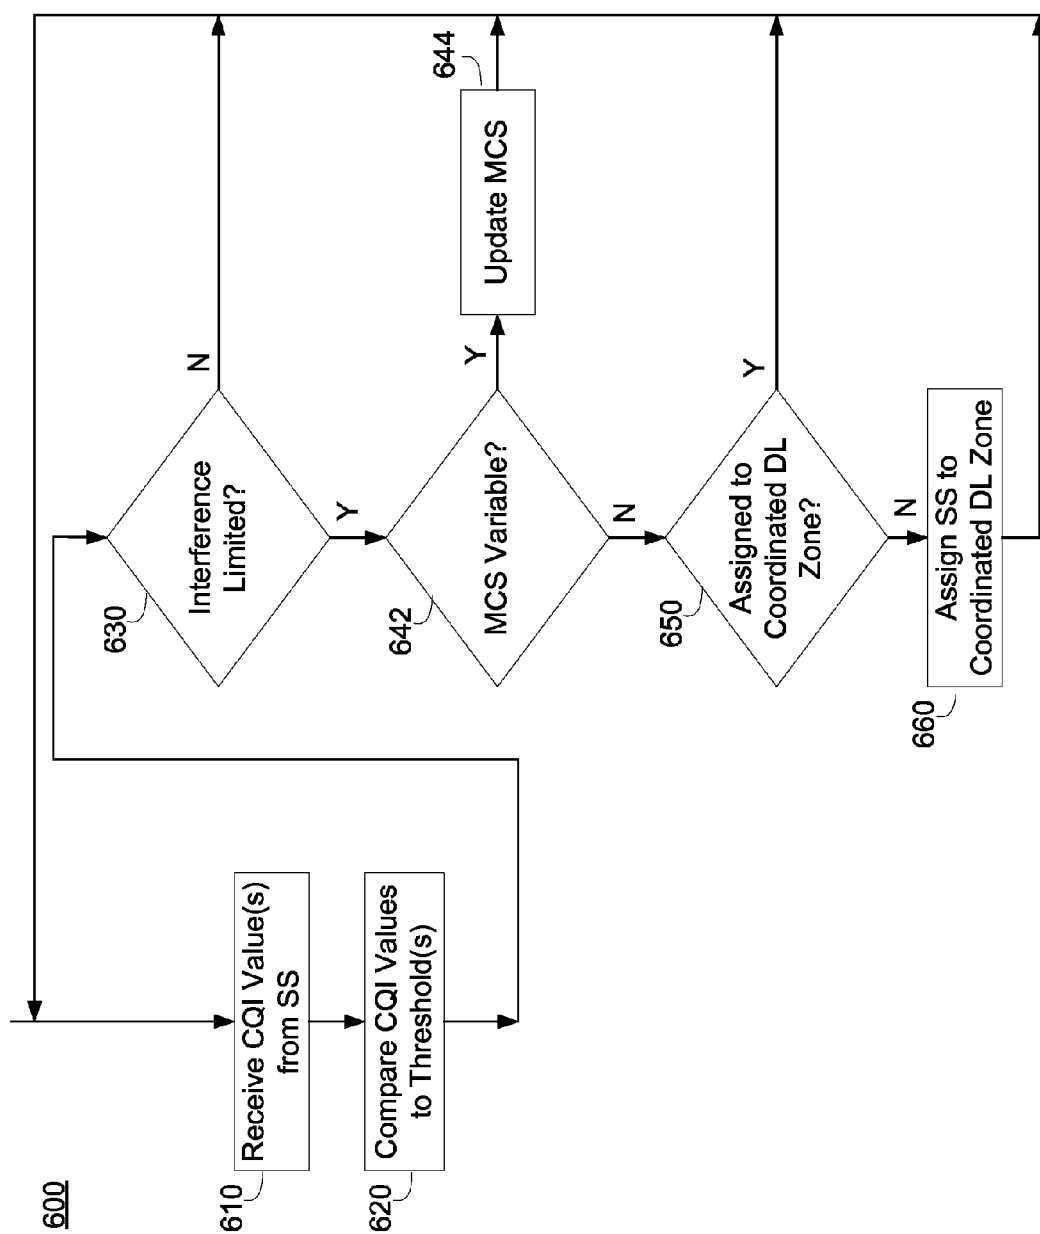 600
610
Receive CQI Value(s)
from SS
620
Compare CQI Values
to Threshold(s)
630
Interference
Limited?
N
Y
642
MCS Variable?
Y
644
Update MCS
N
650
Assigned to
Coordinated DL
Zone?
Y
N
660
Assign SS to
Coordinated DL Zone